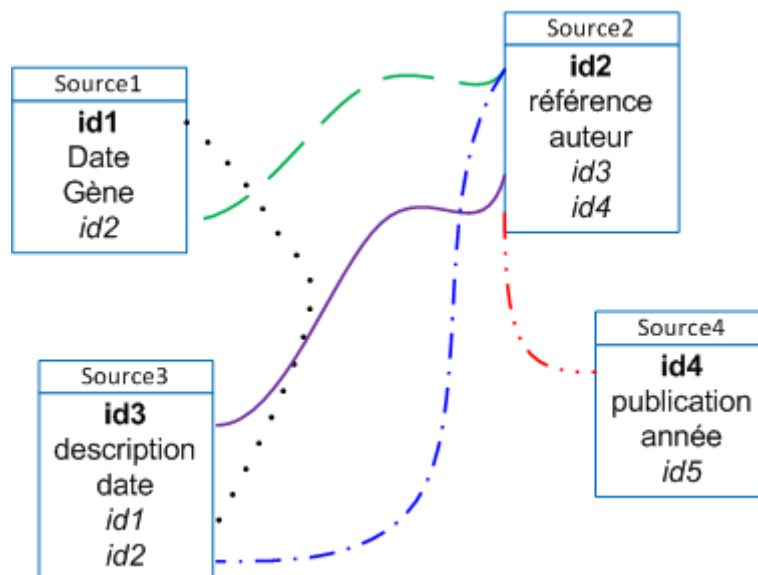 Source1
id1
Date
Gène
id2
Source2
id2
référence
auteur
id3
id4
Source3
id3
description
date
id1
id2
Source4
id4
publication
année
id5